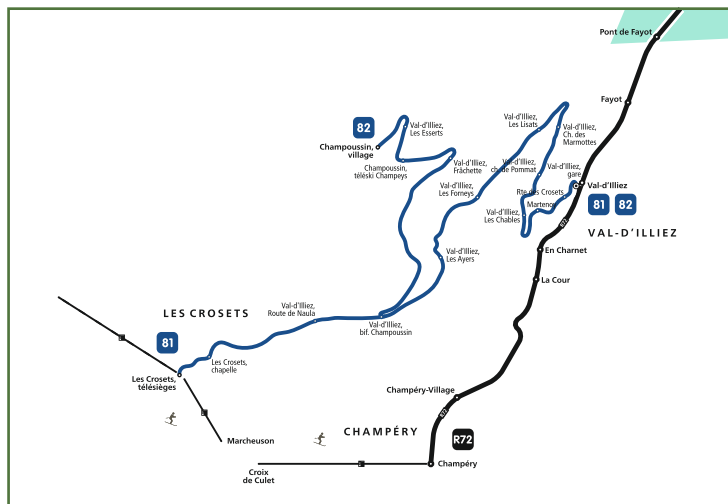 Pont de Fayot
Fayot
82
Val-d'Illiez,
Les Esserts
Champoussin,
village
Champoussin,
téléski Champeys
Val-d'Illiez,
Frâchette
Val-d'Illiez,
Les Lisats
Val-d'Illiez,
Ch. des
Marmottes
Val-d'Illiez,
ch. de Pommat
Val-d'Illiez,
gare
Val-d'Illiez,
Les Forneys
Rte des Crosets
Martenou
Val-d'Illiez
81 82
Val-d'Illiez,
Les Chables
R72
VAL-D'ILLIEZ
En Charnet
Val-d'Illiez,
Les Ayers
La Cour
LES CROSETS
Val-d'Illiez,
Route de Naula
Val-d'Illiez,
bif. Champoussin
81
Les Crosets,
chapelle
Les Crosets,
télésièges
Champéry-Village
R72
Marcheuson
CHAMPÉRY
R72
Champéry
Croix
de Culet